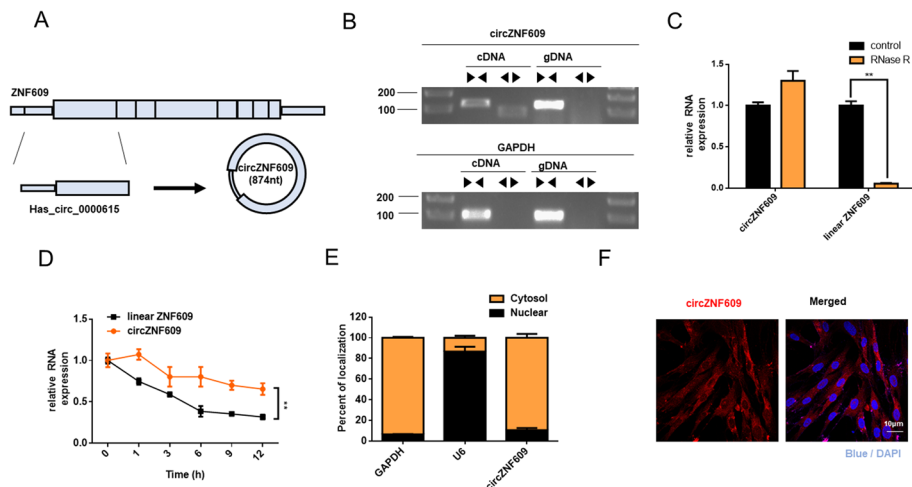 A
ZNF609
Has_circ_0000615
circZNF609
(874nt)
B
circZNF609
cDNA
gDNA
200
100
GAPDH
cDNA
gDNA
200
100
C
control
RNase R
**
relative RNA
expression
1.5
1.0
0.5
0.0
circZNF609
linear ZNF609
D
linear ZNF609
circZNF609
relative RNA
expression
1.5
1.0
0.5
0.0
**
0
1
3
6
9
12
Time (h)
E
Cytosol
Nuclear
Percent of localization
120
100
80
60
40
20
0
GAPDH
U6
circZNF609
F
circZNF609
Merged
10μm
Blue / DAPI